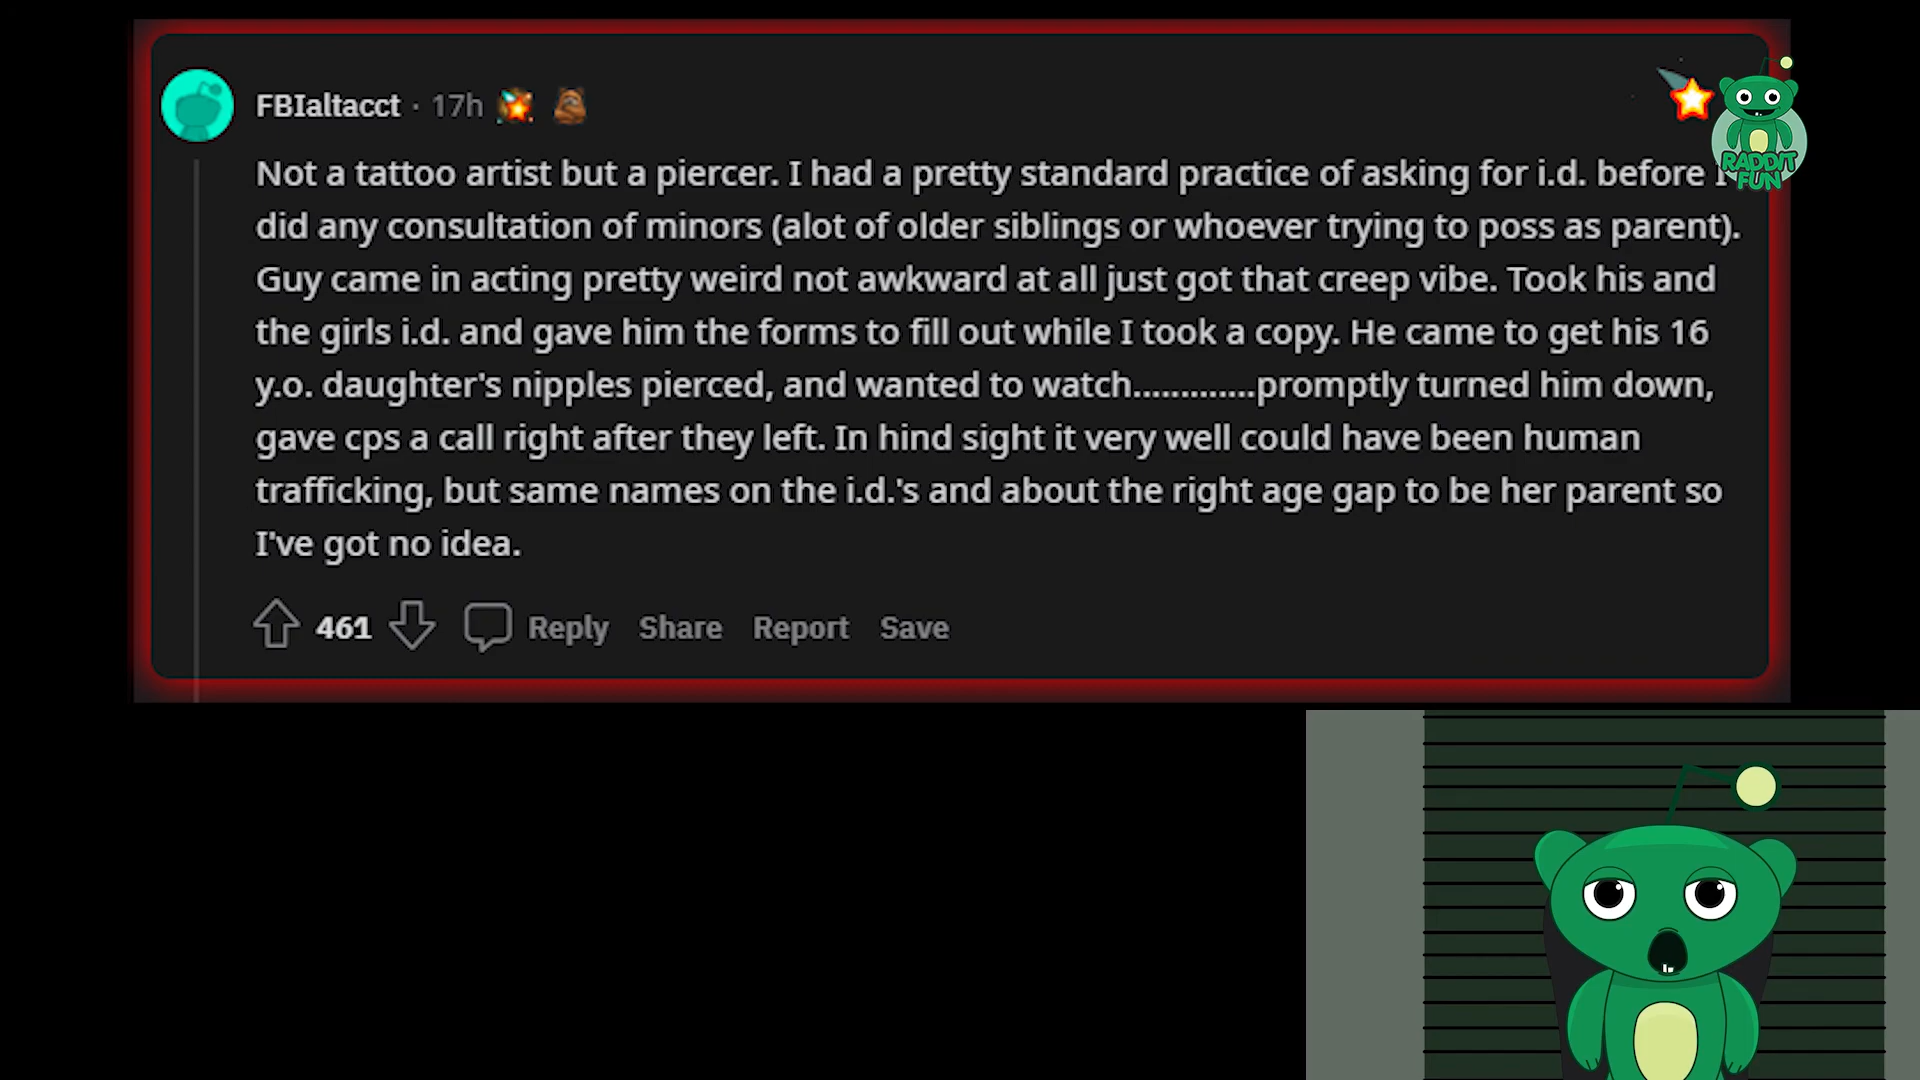 FBIaltacct · 17h
Not a tattoo artist but a piercer. I had a pretty standard practice of asking for i.d. before I
did any consultation of minors (alot of older siblings or whoever trying to poss as parent).
Guy came in acting pretty weird not awkward at all just got that creep vibe. Took his and
the girls i.d. and gave him the forms to fill out while I took a copy. He came to get his 16
y.o. daughter's nipples pierced, and wanted to watch.............promptly turned him down,
gave cps a call right after they left. In hind sight it very well could have been human
trafficking, but same names on the i.d.'s and about the right age gap to be her parent so
I've got no idea.
461 Reply Share Report Save
RADDIT
FUN